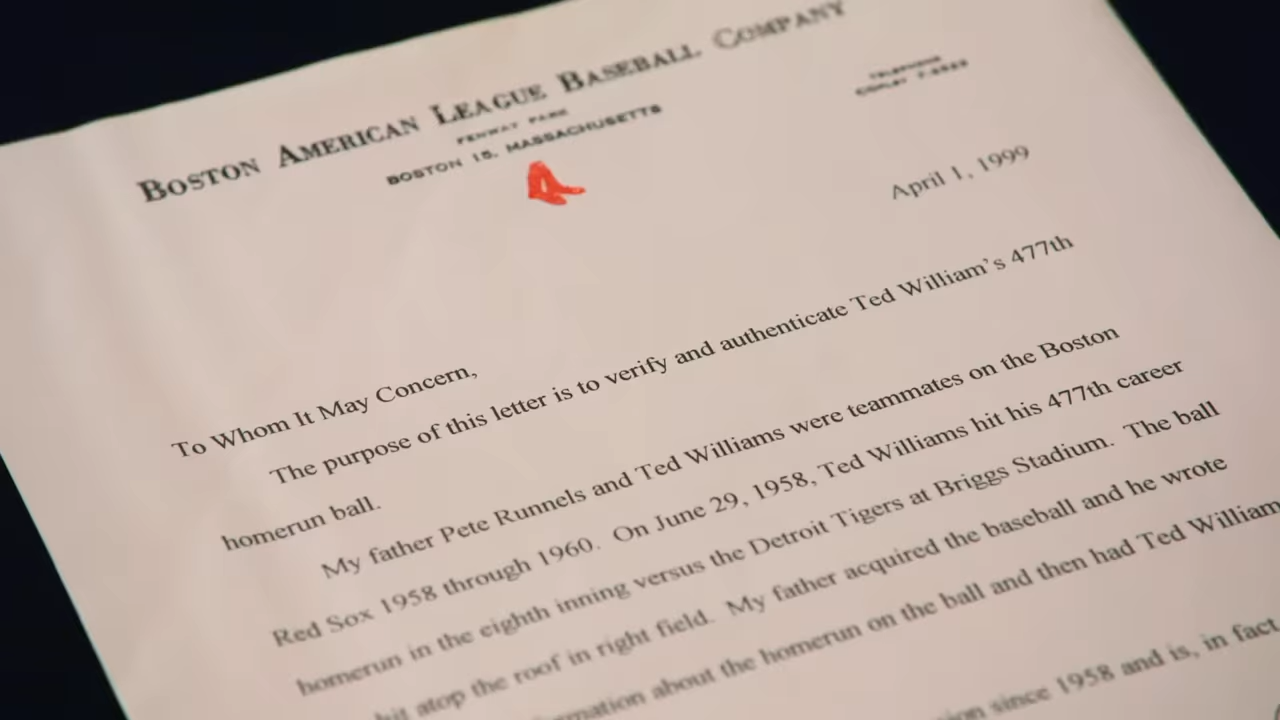 BOSTON AMERICAN LEAGUE BASEBALL COMPANY
FENWAY PARK
BOSTON 15, MASSACHUSETTS
TELEPHONE
COPLEY
April 1, 1999
To Whom It May Concern,
The purpose of this letter is to verify and authenticate Ted William's 477th
homerun ball.
My father Pete Runnels and Ted Williams were teammates on the Boston
Red Sox 1958 through 1960. On June 29, 1958, Ted Williams hit his 477th career
homerun in the eighth inning versus the Detroit Tigers at Briggs Stadium. The ball
hit atop the roof in right field. My father acquired the baseball and he wrote
about the homerun on the ball and then had Ted William
since 1958 and is, in fact